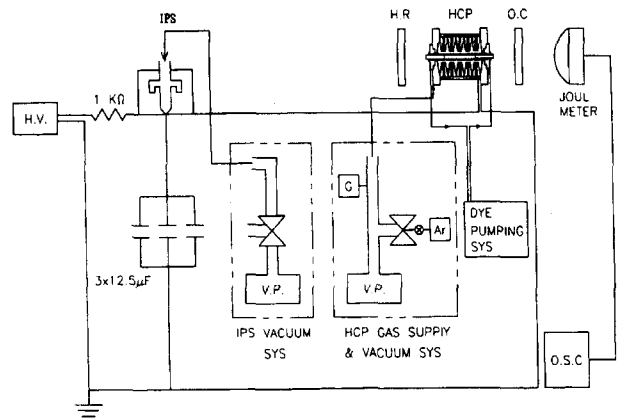 IPS
H.R
HCP
O.C
JOUL
METER
1 KΩ
H.V.
G
Ar
DYE
PUMPING
SYS
3x12.5μF
V.P.
V.P.
IPS VACUUM
SYS
HCP GAS SUPPIY
& VACUUM SYS
O.S.C